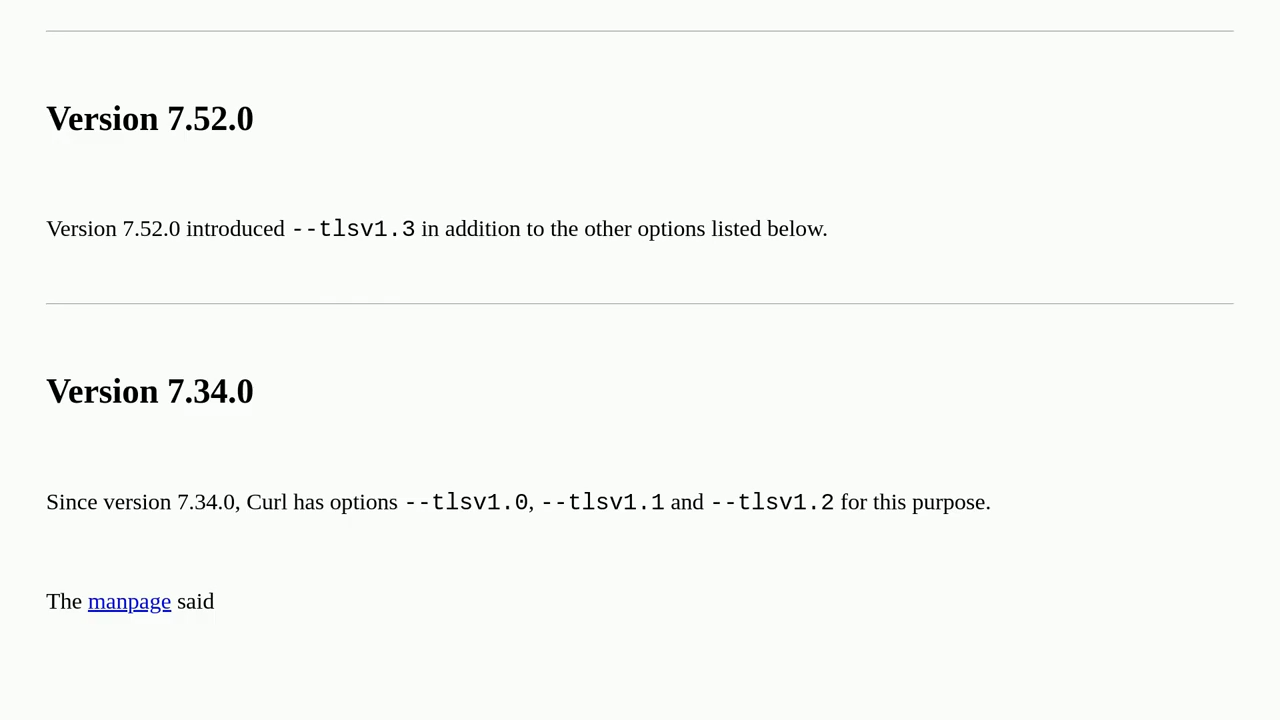 Version 7.52.0
Version 7.52.0 introduced --tlsv1.3 in addition to the other options listed below.
Version 7.34.0
Since version 7.34.0, Curl has options --tlsv1.0, --tlsv1.1 and --tlsv1.2 for this purpose.
The manpage said